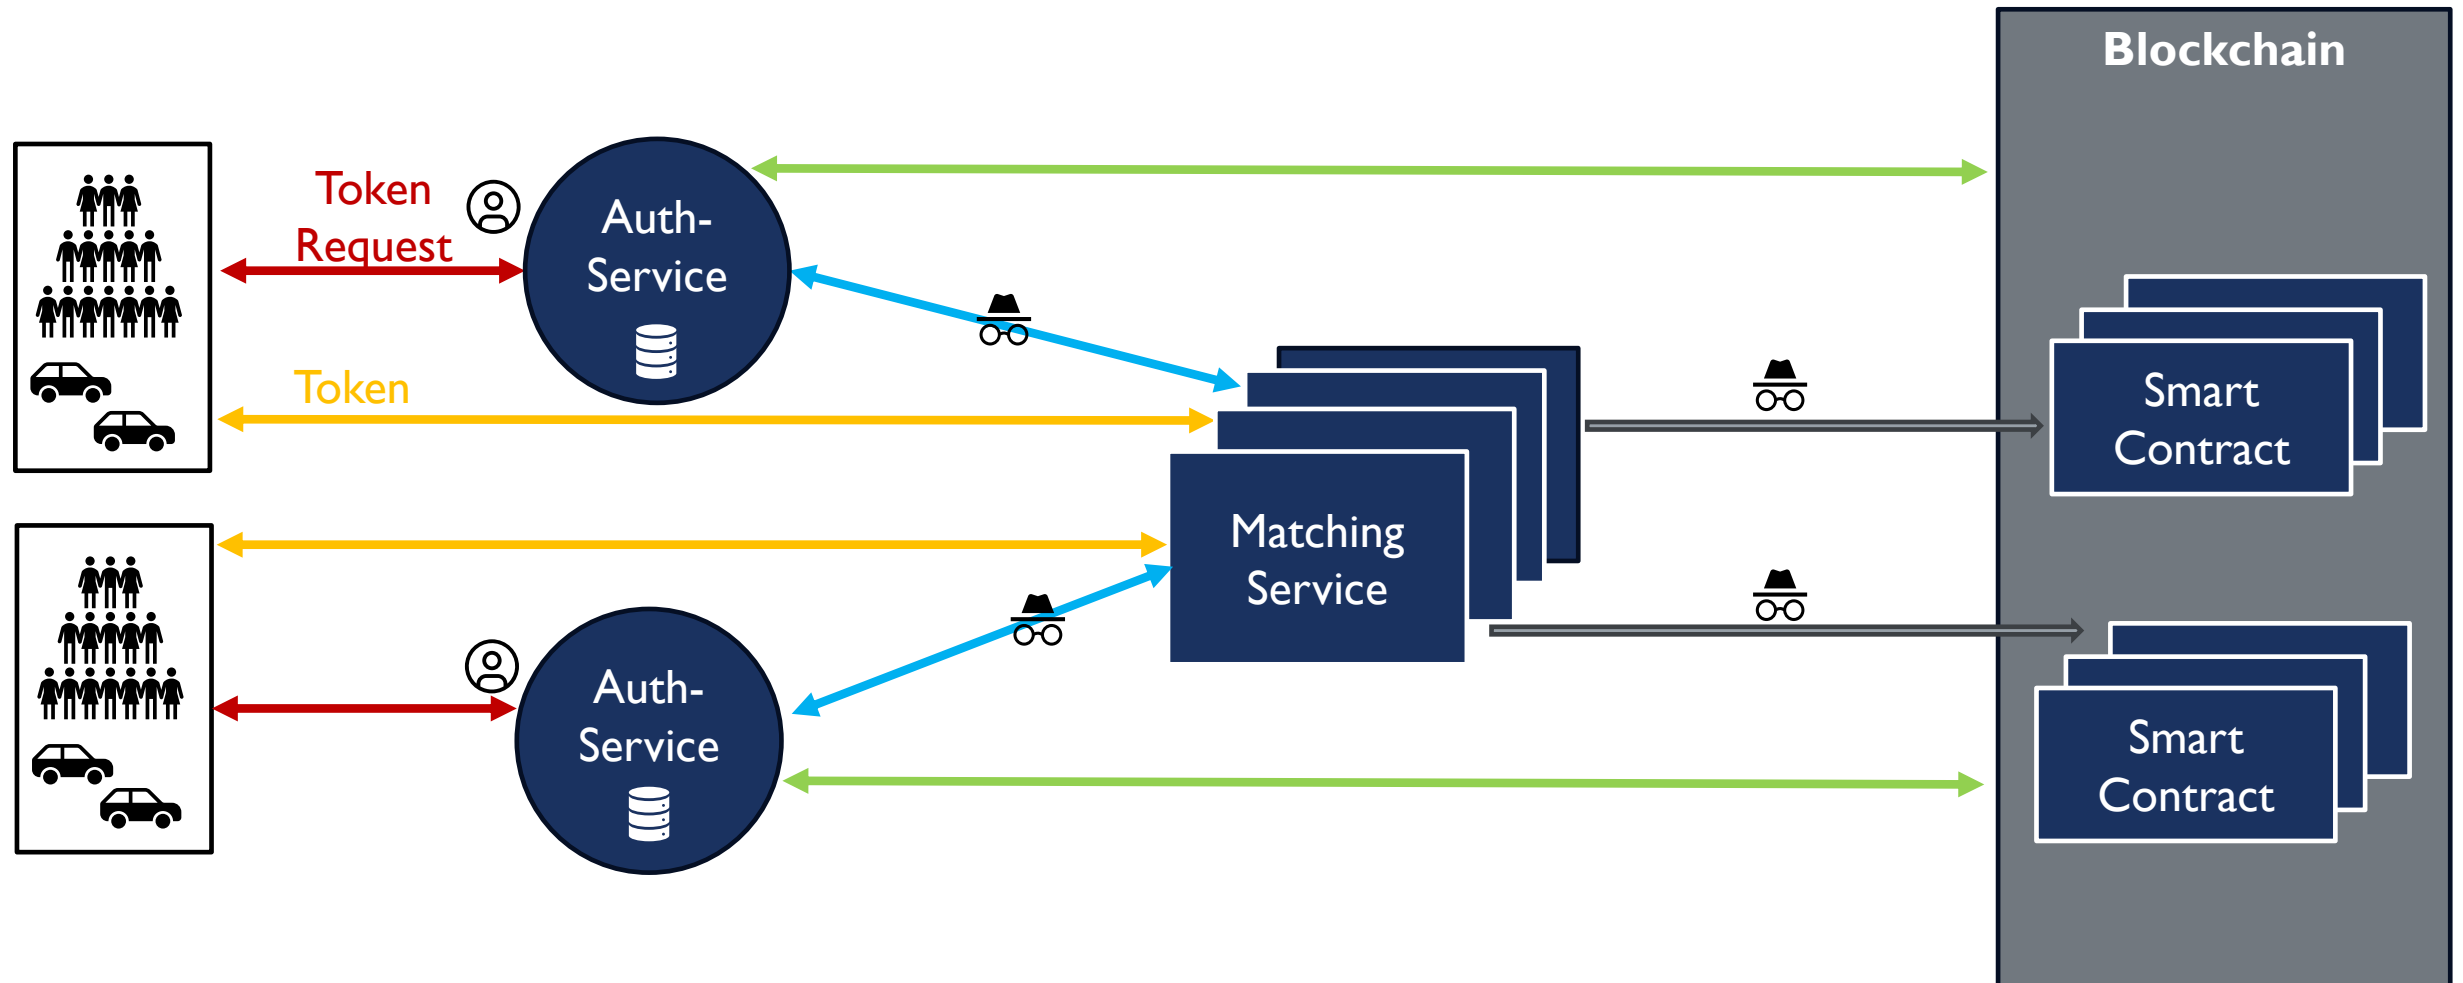 Blockchain
Token
Request
Auth-
Service
Token
Smart
Contract
Matching
Service
Auth-
Service
Smart
Contract